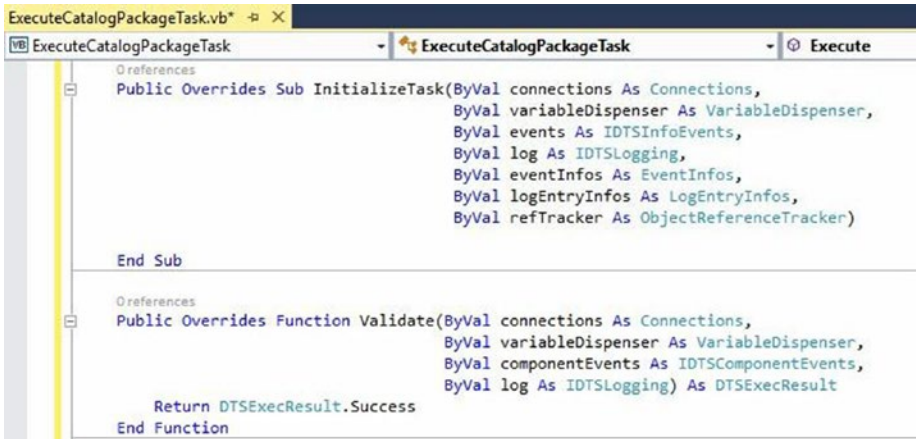 ExecuteCatalogPackageTask.vb*
VB ExecuteCatalogPackageTask ExecuteCatalogPackageTask Execute
0 references
Public Overrides Sub InitializeTask(ByVal connections As Connections,
ByVal variableDispenser As VariableDispenser,
ByVal events As IDTSInfoEvents,
ByVal log As IDTSLogging,
ByVal eventInfos As EventInfos,
ByVal logEntryInfos As LogEntryInfos,
ByVal refTracker As ObjectReferenceTracker)
End Sub
0 references
Public Overrides Function Validate(ByVal connections As Connections,
ByVal variableDispenser As VariableDispenser,
ByVal componentEvents As IDTSComponentEvents,
ByVal log As IDTSLogging) As DTSExecResult
Return DTSExecResult.Success
End Function